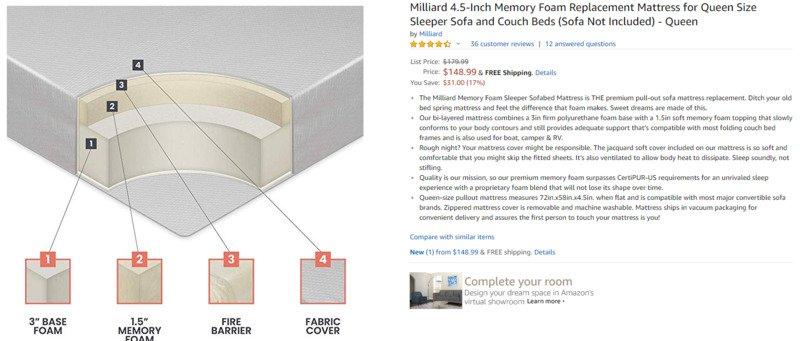 4
3
2
1
1
2
3
4
3" BASE
FOAM
1.5"
MEMORY
FOAM
FIRE
BARRIER
FABRIC
COVER
Milliard 4.5-Inch Memory Foam Replacement Mattress for Queen Size
Sleeper Sofa and Couch Beds (Sofa Not Included) - Queen
by Milliard
36 customer reviews | 12 answered questions
List Price: $179.99
Price: $148.99 & FREE Shipping. Details
You Save: $31.00 (17%)
• The Milliard Memory Foam Sleeper Sofabed Mattress is THE premium pull-out sofa mattress replacement. Ditch your old
bed spring mattress and feel the difference that foam makes. Sweet dreams are made of this.
• Our bi-layered mattress combines a 3in firm polyurethane foam base with a 1.5in soft memory foam topping that slowly
conforms to your body contours and still provides adequate support that's compatible with most folding couch bed
frames and is also used for boat, camper & RV.
• Rough night? Your mattress cover might be responsible. The jacquard soft cover included on our mattress is so soft and
comfortable that you might skip the fitted sheets. It's also ventilated to allow body heat to dissipate. Sleep soundly, not
stifling.
• Quality is our mission, so our premium memory foam surpasses CertiPUR-US requirements for an unrivaled sleep
experience with a proprietary foam blend that will not lose its shape over time.
• Queen-size pullout mattress measures 72in.x58in.x4.5in. when flat and is compatible with most major convertible sofa
brands. Zippered mattress cover is removable and machine washable. Mattress ships in vacuum packaging for
convenient delivery and assures the first person to touch your mattress is you!
Compare with similar items
New (1) from $148.99 & FREE shipping. Details
Complete your room
Design your dream space in Amazon's
virtual showroom Learn more ›